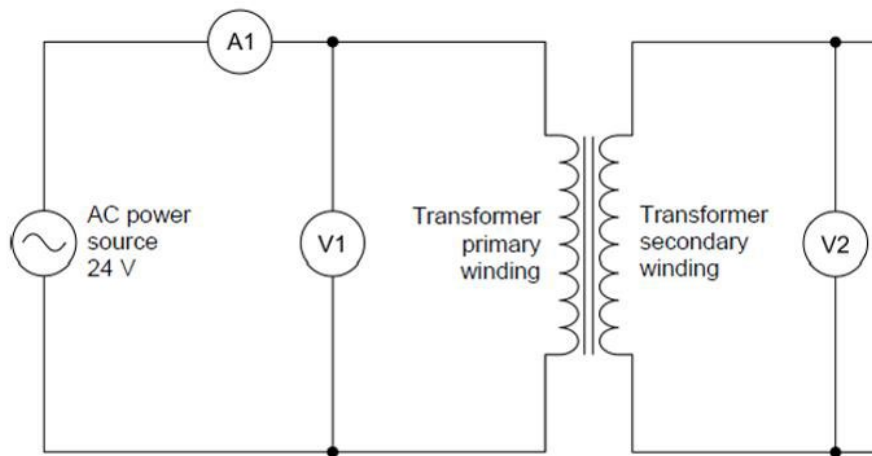 A1
AC power
source
24 V
V1
Transformer
primary
winding
Transformer
secondary
winding
V2